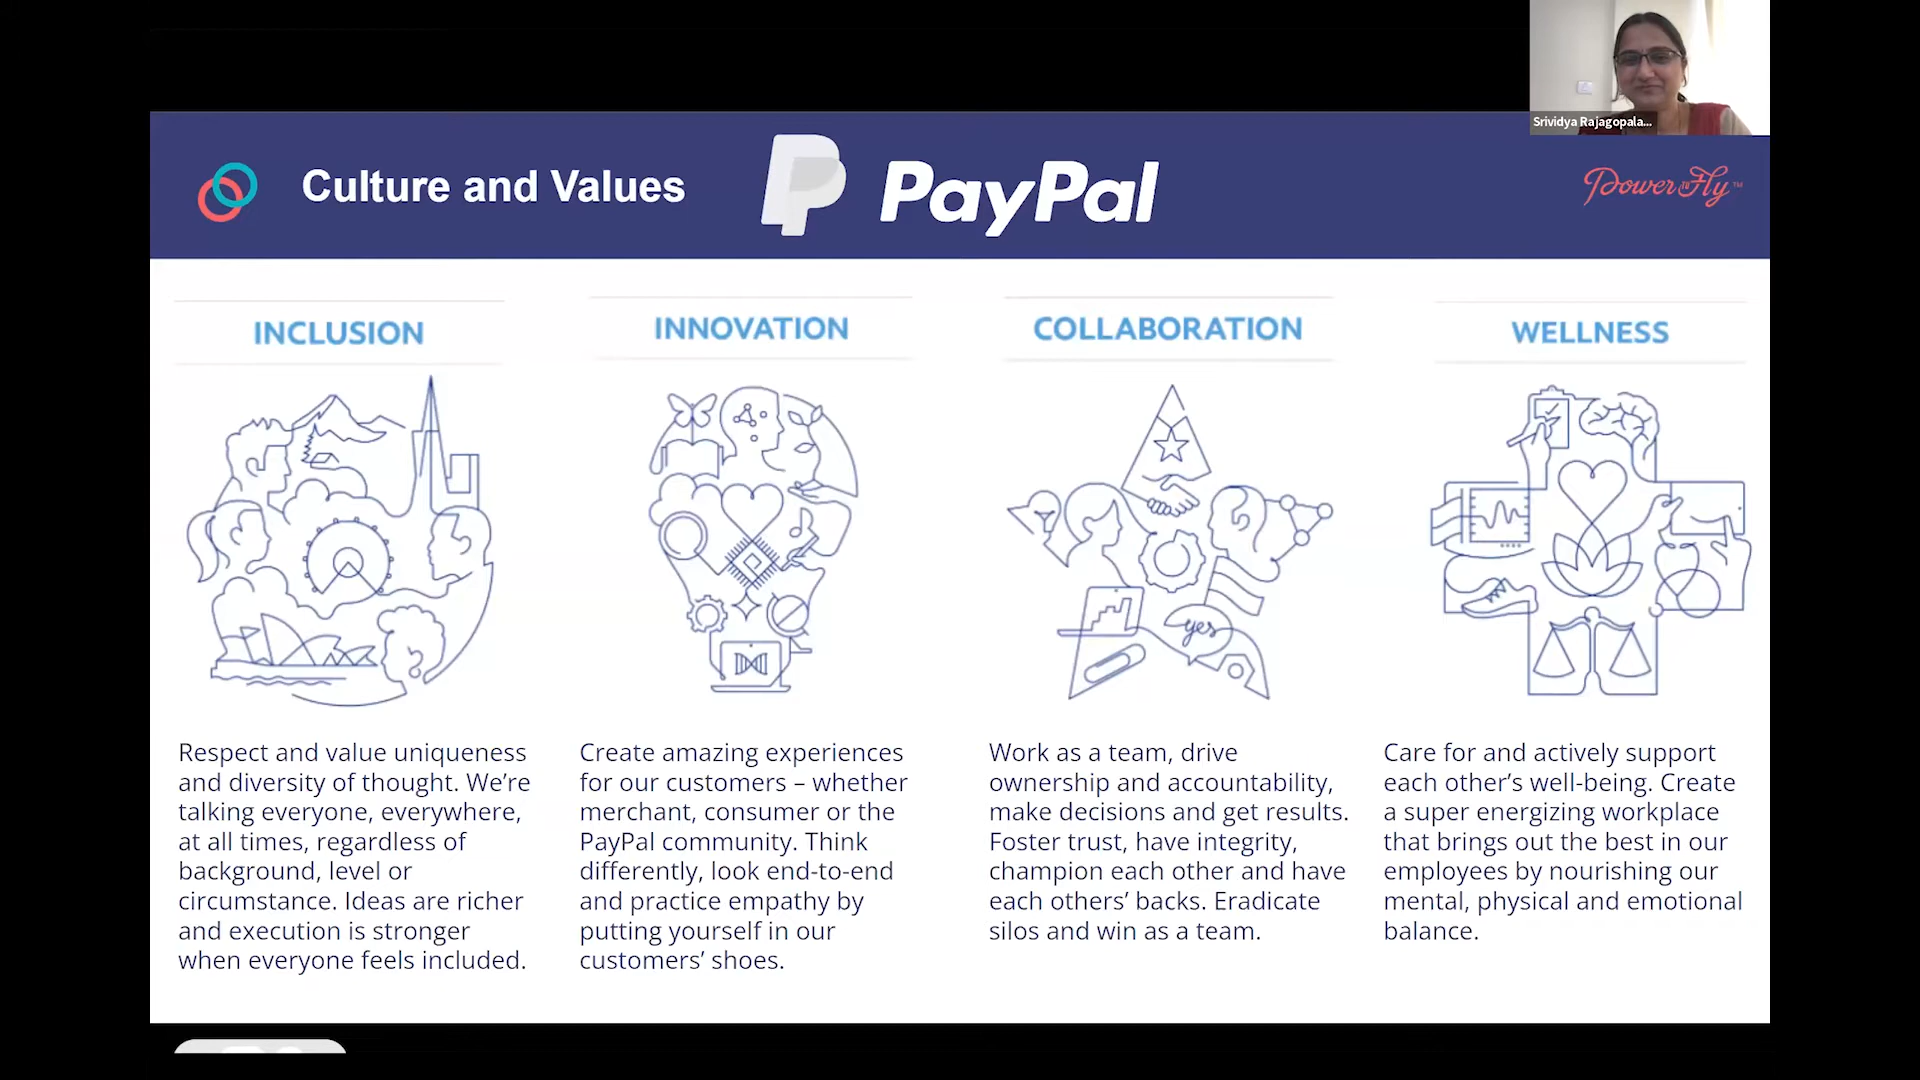 Srividya Rajagopala...
Culture and Values
PayPal
PowerToFly™
INCLUSION
INNOVATION
COLLABORATION
WELLNESS
yes
Respect and value uniqueness
and diversity of thought. We’re
talking everyone, everywhere,
at all times, regardless of
background, level or
circumstance. Ideas are richer
and execution is stronger
when everyone feels included.
Create amazing experiences
for our customers – whether
merchant, consumer or the
PayPal community. Think
differently, look end-to-end
and practice empathy by
putting yourself in our
customers’ shoes.
Work as a team, drive
ownership and accountability,
make decisions and get results.
Foster trust, have integrity,
champion each other and have
each others’ backs. Eradicate
silos and win as a team.
Care for and actively support
each other’s well-being. Create
a super energizing workplace
that brings out the best in our
employees by nourishing our
mental, physical and emotional
balance.